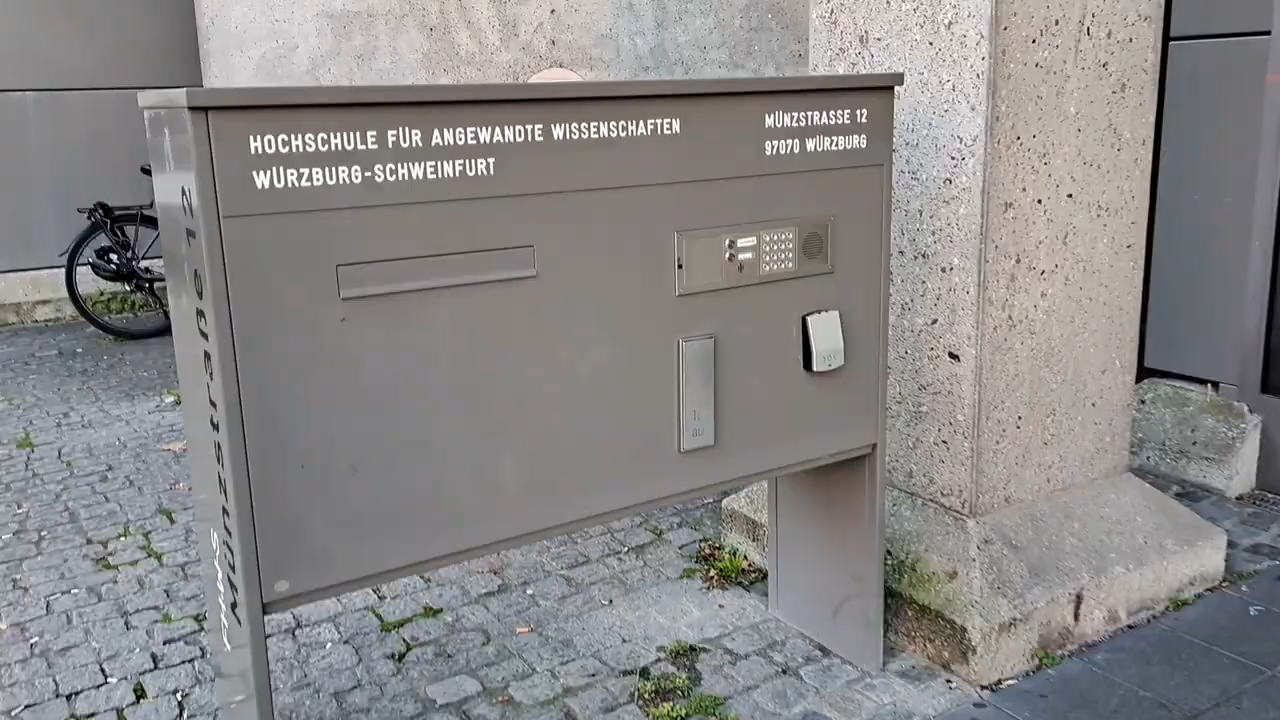 HOCHSCHULE FÜR ANGEWANDTE WISSENSCHAFTEN
WÜRZBURG-SCHWEINFURT
MÜNZSTRASSE 12
97070 WÜRZBURG
Münzstraße 12